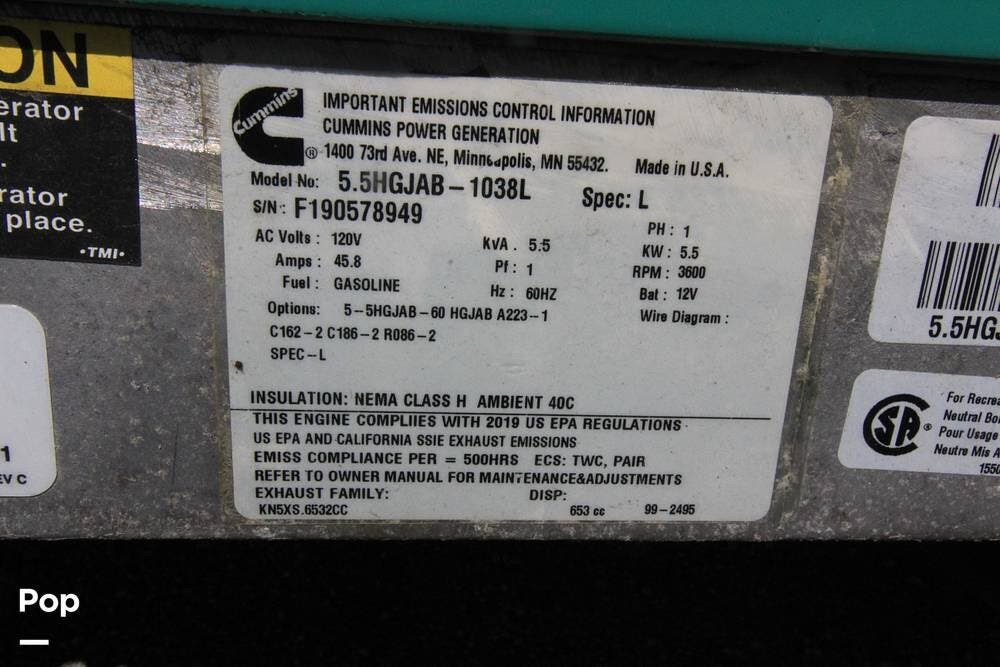 ON
erator
lt
.
rator
place.
•TMI•
1
EV C
Cummins
®
IMPORTANT EMISSIONS CONTROL INFORMATION
CUMMINS POWER GENERATION
1400 73rd Ave. NE, Minneapolis, MN 55432. Made in U.S.A.
Model No: 5.5HGJAB-1038L Spec: L
S/N: F190578949
PH: 1
AC Volts: 120V KVA. 5.5 KW: 5.5
Amps: 45.8 Pf: 1 RPM: 3600
Fuel: GASOLINE Hz: 60HZ Bat: 12V
Options: 5-5HGJAB-60 HGJAB A223-1 Wire Diagram:
C162-2 C186-2 R086-2
SPEC-L
INSULATION: NEMA CLASS H AMBIENT 40C
THIS ENGINE COMPLIIES WITH 2019 US EPA REGULATIONS
US EPA AND CALIFORNIA SSIE EXHAUST EMISSIONS
EMISS COMPLIANCE PER = 500HRS ECS: TWC, PAIR
REFER TO OWNER MANUAL FOR MAINTENANCE&ADJUSTMENTS
EXHAUST FAMILY: DISP:
KN5XS.6532CC 653 cc 99-2495
5.5HGJ
SA®
For Recrea
Neutral Bo
Pour Usage
Neutre Mis A
1550
Pop